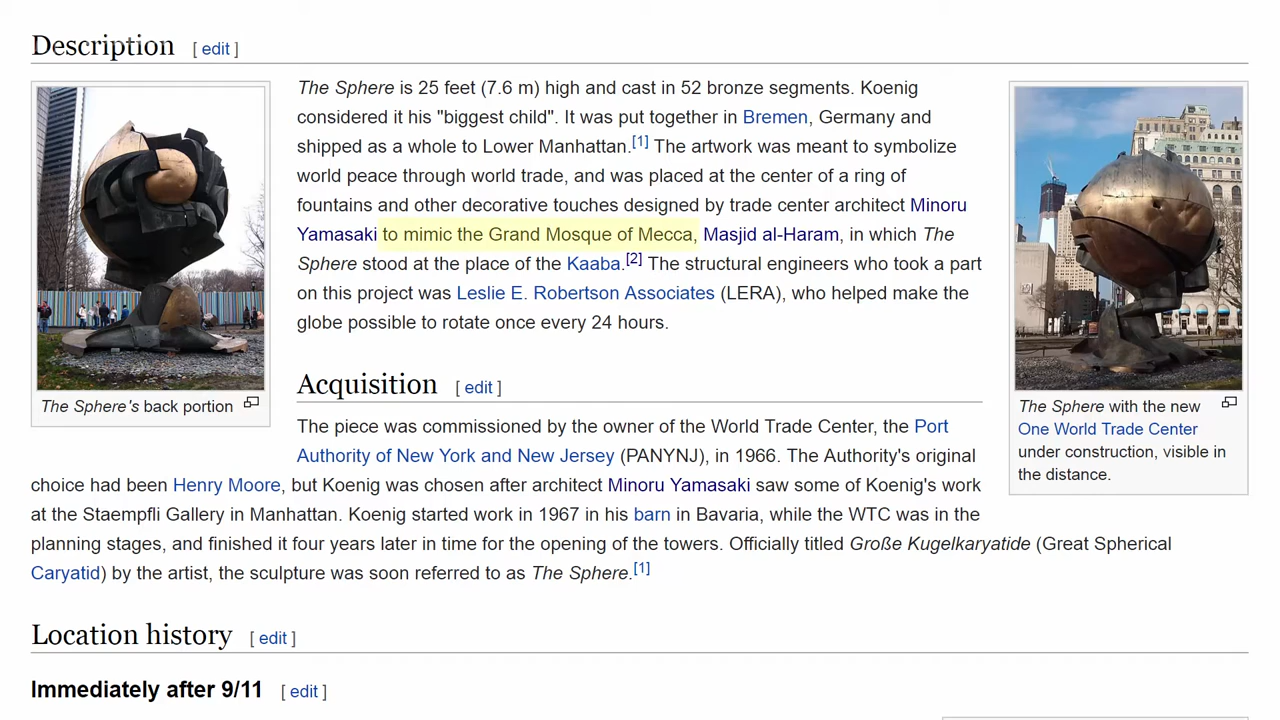 Description [ edit ]
The Sphere is 25 feet (7.6 m) high and cast in 52 bronze segments. Koenig
considered it his "biggest child". It was put together in Bremen, Germany and
shipped as a whole to Lower Manhattan.[1] The artwork was meant to symbolize
world peace through world trade, and was placed at the center of a ring of
fountains and other decorative touches designed by trade center architect Minoru
Yamasaki to mimic the Grand Mosque of Mecca, Masjid al-Haram, in which The
Sphere stood at the place of the Kaaba.[2] The structural engineers who took a part
on this project was Leslie E. Robertson Associates (LERA), who helped make the
globe possible to rotate once every 24 hours.
The Sphere's back portion
The Sphere with the new
One World Trade Center
under construction, visible in
the distance.
Acquisition [ edit ]
The piece was commissioned by the owner of the World Trade Center, the Port
Authority of New York and New Jersey (PANYNJ), in 1966. The Authority's original
choice had been Henry Moore, but Koenig was chosen after architect Minoru Yamasaki saw some of Koenig's work
at the Staempfli Gallery in Manhattan. Koenig started work in 1967 in his barn in Bavaria, while the WTC was in the
planning stages, and finished it four years later in time for the opening of the towers. Officially titled Große Kugelkaryatide (Great Spherical
Caryatid) by the artist, the sculpture was soon referred to as The Sphere.[1]
Location history [ edit ]
Immediately after 9/11 [ edit ]